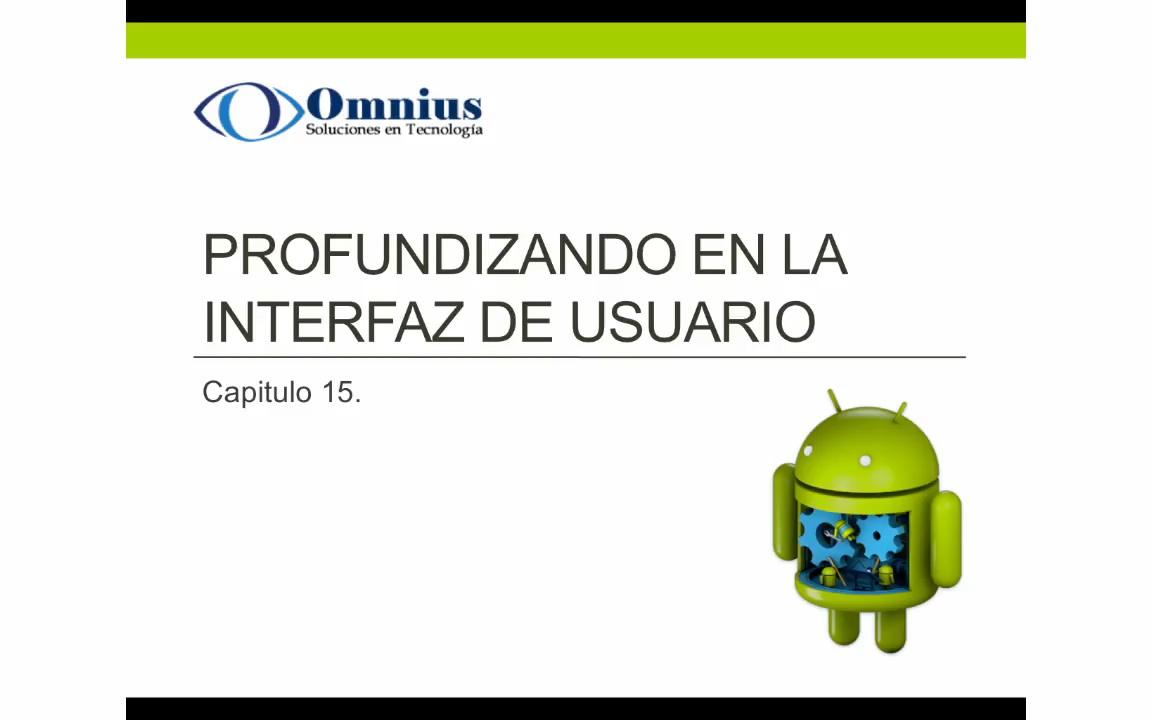 Omnius
Soluciones en Tecnología
PROFUNDIZANDO EN LA
INTERFAZ DE USUARIO
Capitulo 15.